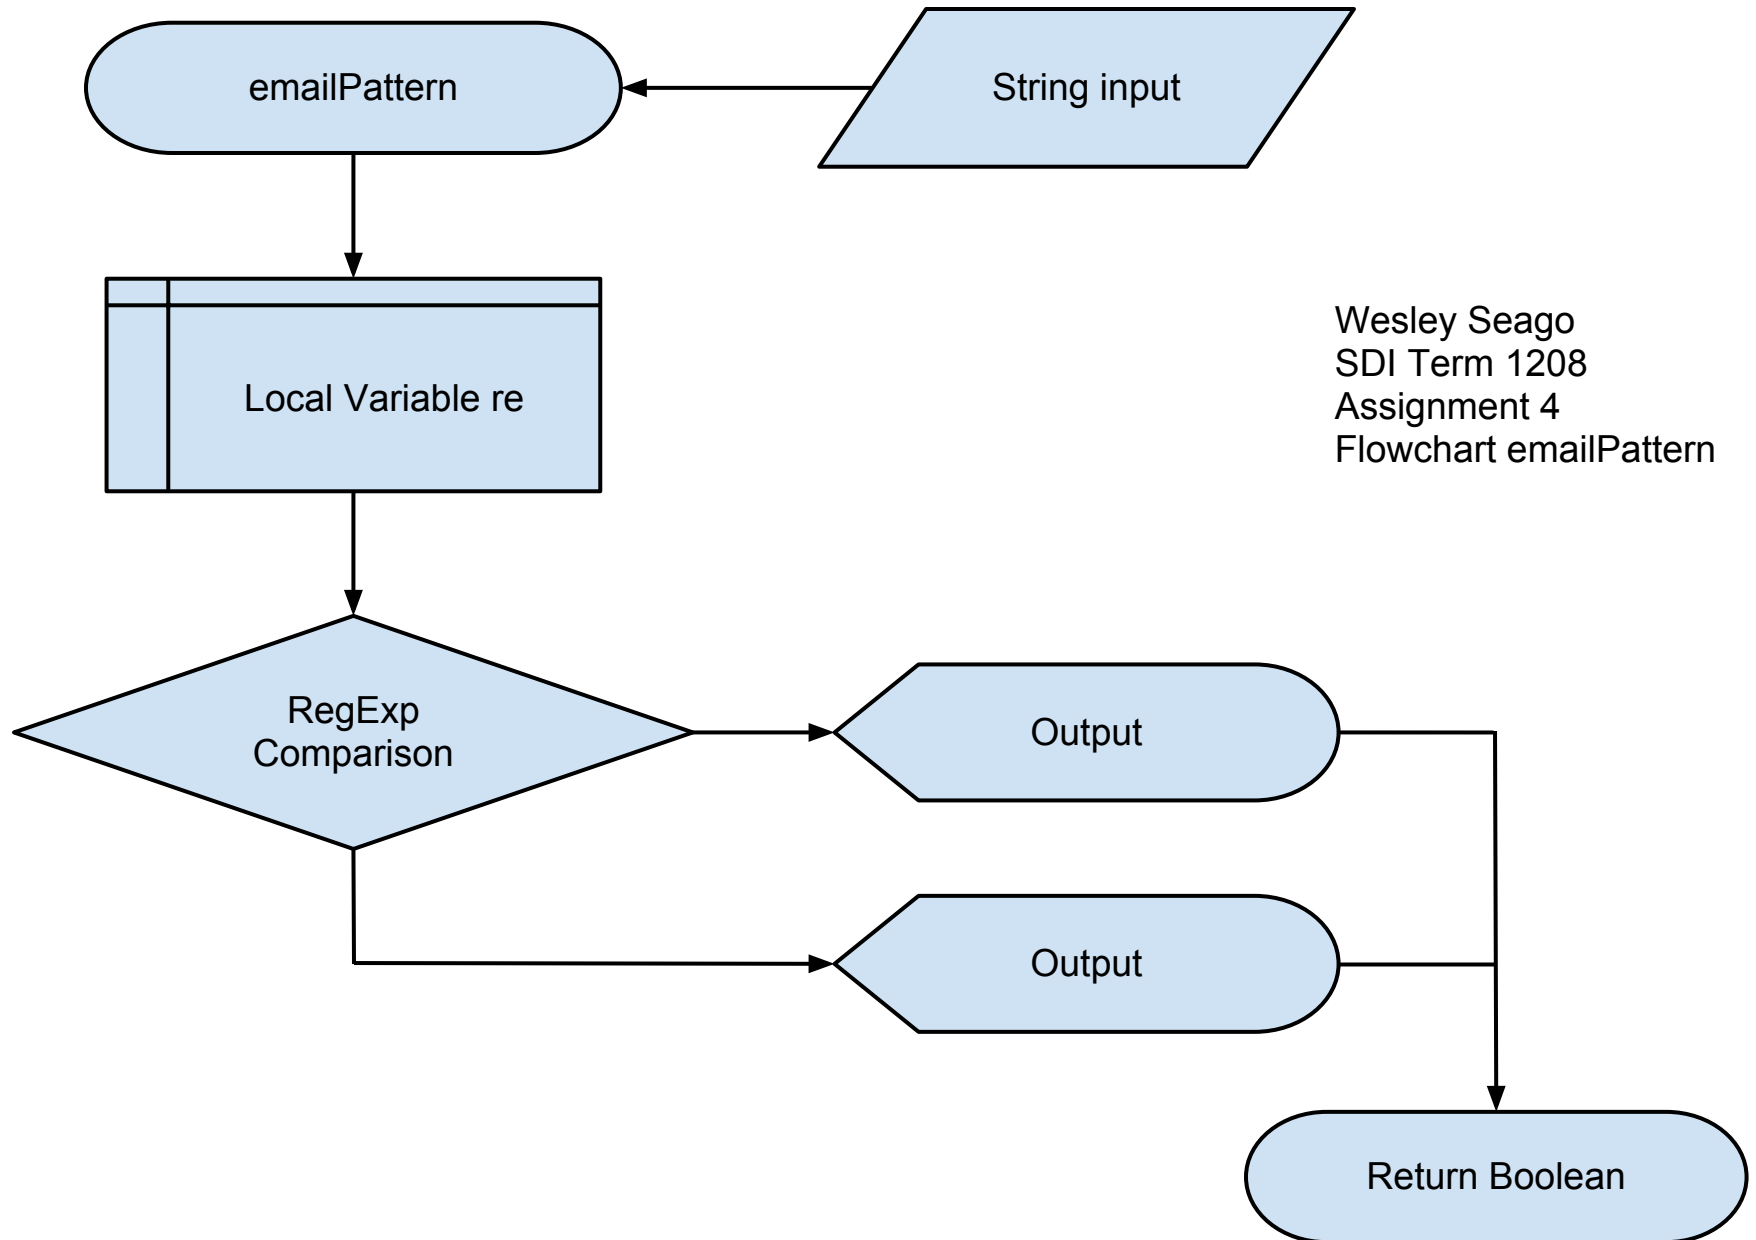 emailPattern
String input
Local Variable re
Wesley Seago
SDI Term 1208
Assignment 4
Flowchart emailPattern
RegExp
Comparison
Output
Output
Return Boolean